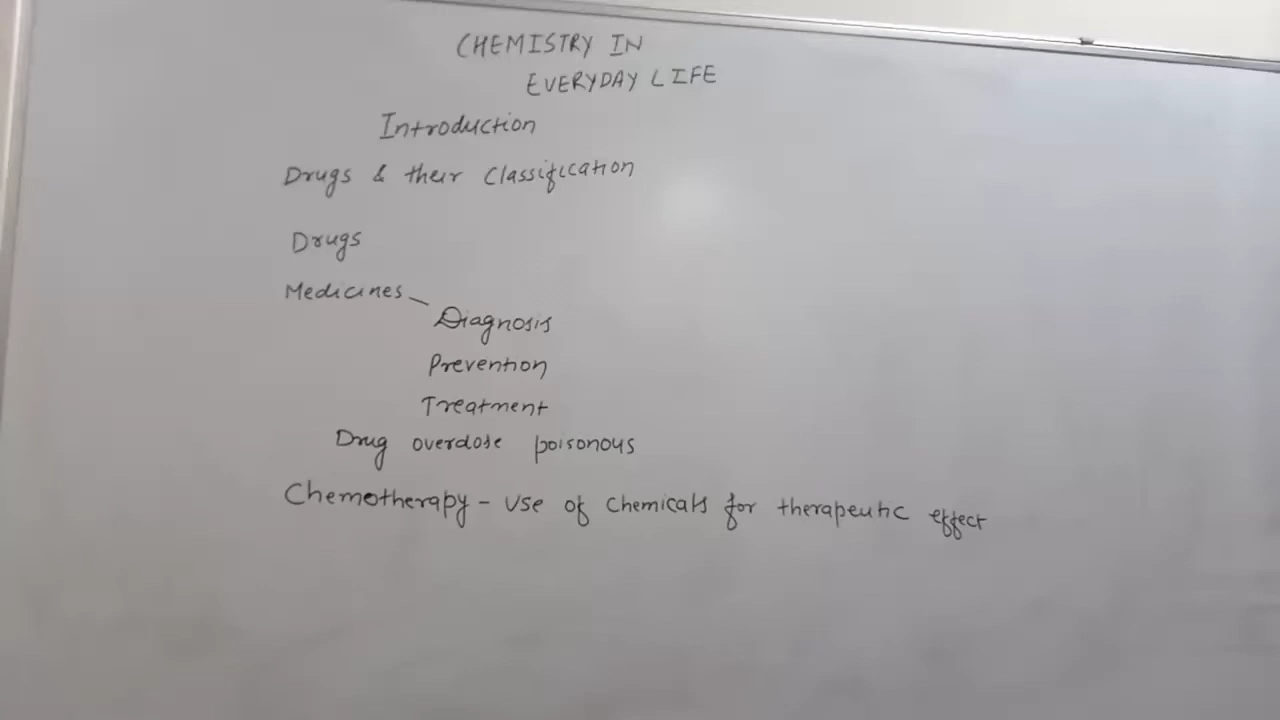 CHEMISTRY IN
EVERYDAY LIFE
Introduction
Drugs & their Classification
Drugs
Medicines -
Diagnosis
Prevention
Treatment
Drug overdose poisonous
Chemotherapy - Use of chemicals for therapeutic effect